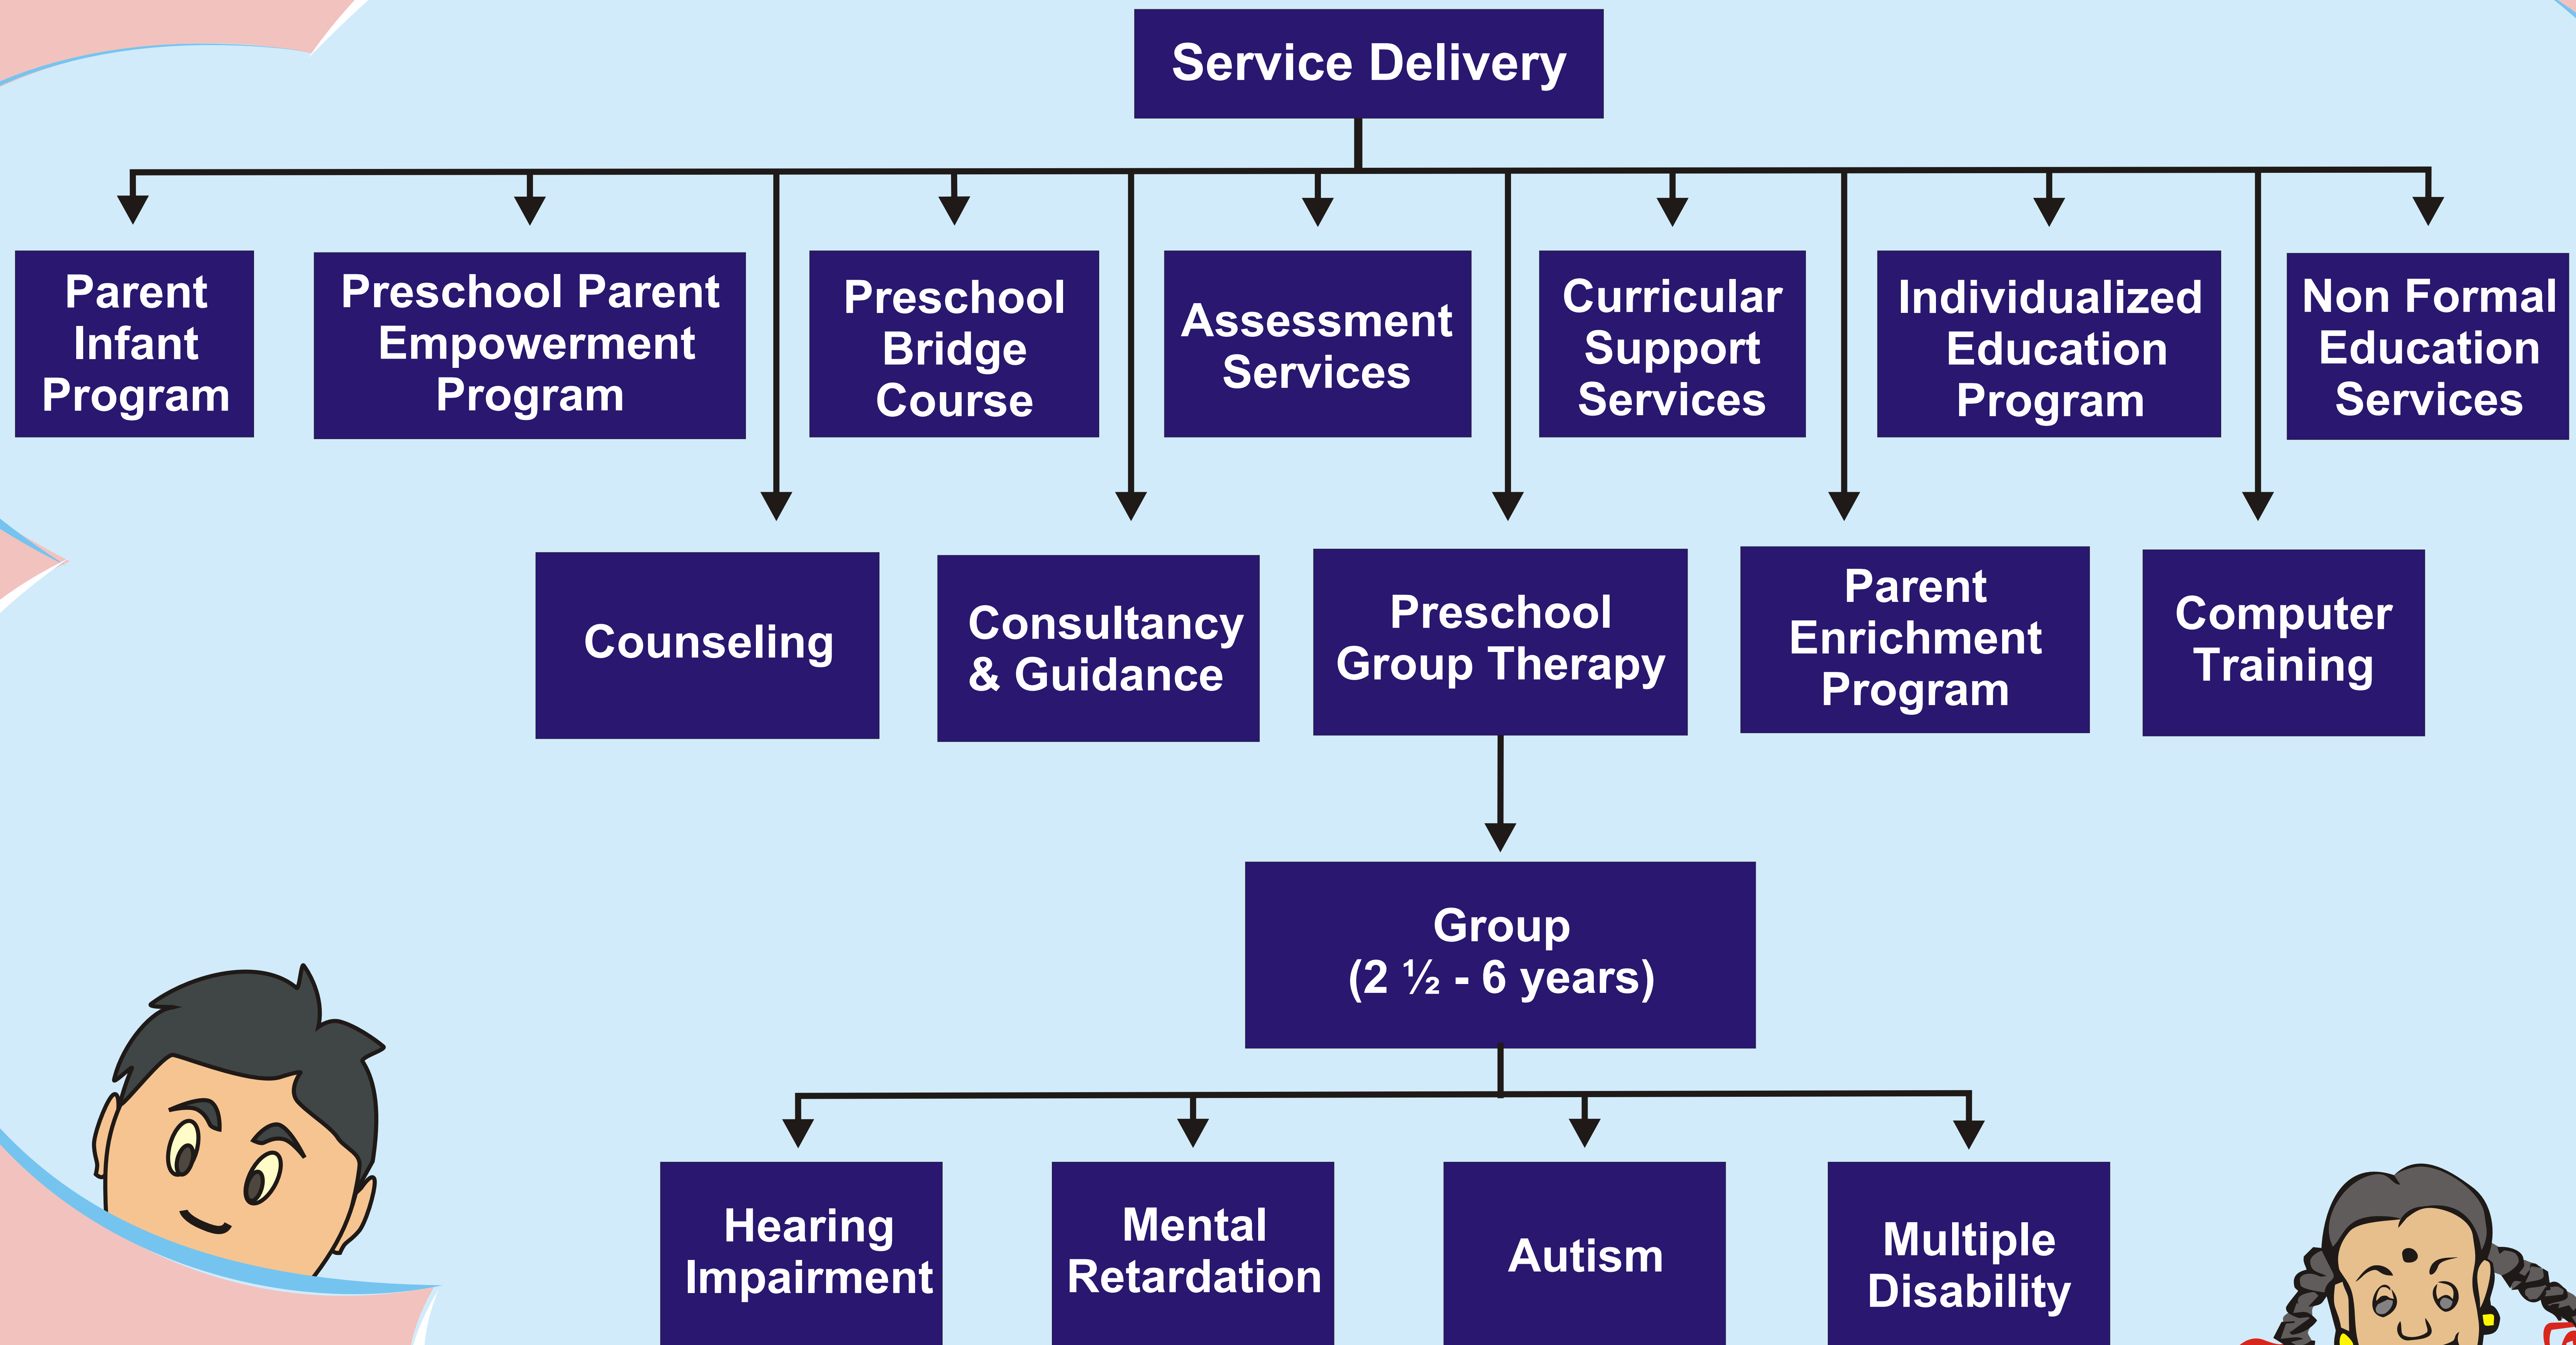 Service Delivery
Parent
Infant
Program
Preschool Parent
Empowerment
Program
Preschool
Bridge
Course
Assessment
Services
Curricular
Support
Services
Individualized
Education
Program
Non Formal
Education
Services
Counseling
Consultancy
& Guidance
Preschool
Group Therapy
Parent
Enrichment
Program
Computer
Training
Group
(2 ½ - 6 years)
Hearing
Impairment
Mental
Retardation
Autism
Multiple
Disability